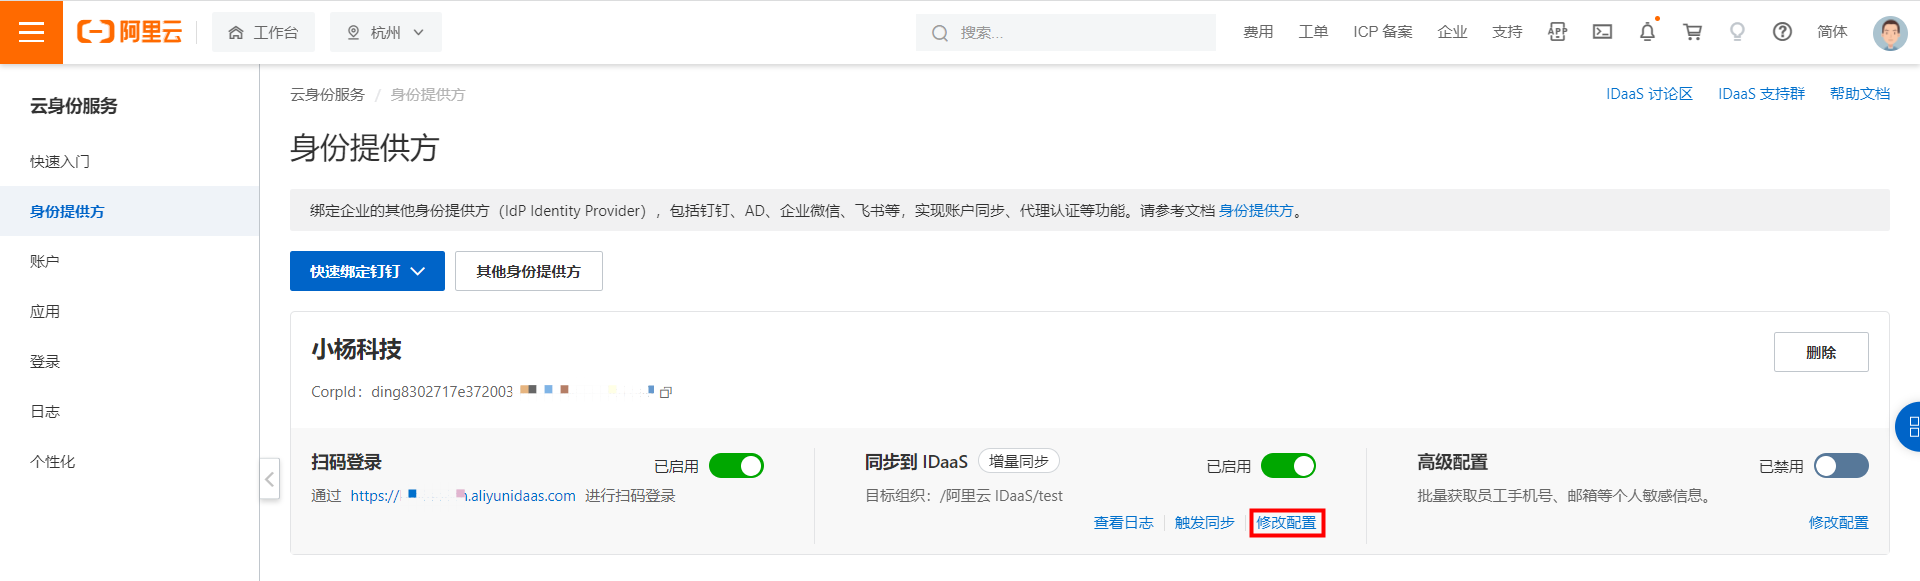 阿里云
工作台
杭州
搜索...
费用
工单
ICP 备案
企业
支持
APP
简体
云身份服务
快速入门
身份提供方
账户
应用
登录
日志
个性化
云身份服务 / 身份提供方
IDaaS 讨论区
IDaaS 支持群
帮助文档
身份提供方
绑定企业的其他身份提供方（IdP Identity Provider），包括钉钉、AD、企业微信、飞书等，实现账户同步、代理认证等功能。请参考文档 身份提供方。
快速绑定钉钉
其他身份提供方
小杨科技
删除
CorpId：ding8302717e372003
扫码登录
已启用
通过 https://
.aliyunidaas.com 进行扫码登录
同步到 IDaaS
增量同步
已启用
目标组织：/阿里云 IDaaS/test
查看日志
触发同步
修改配置
高级配置
已禁用
批量获取员工手机号、邮箱等个人敏感信息。
修改配置